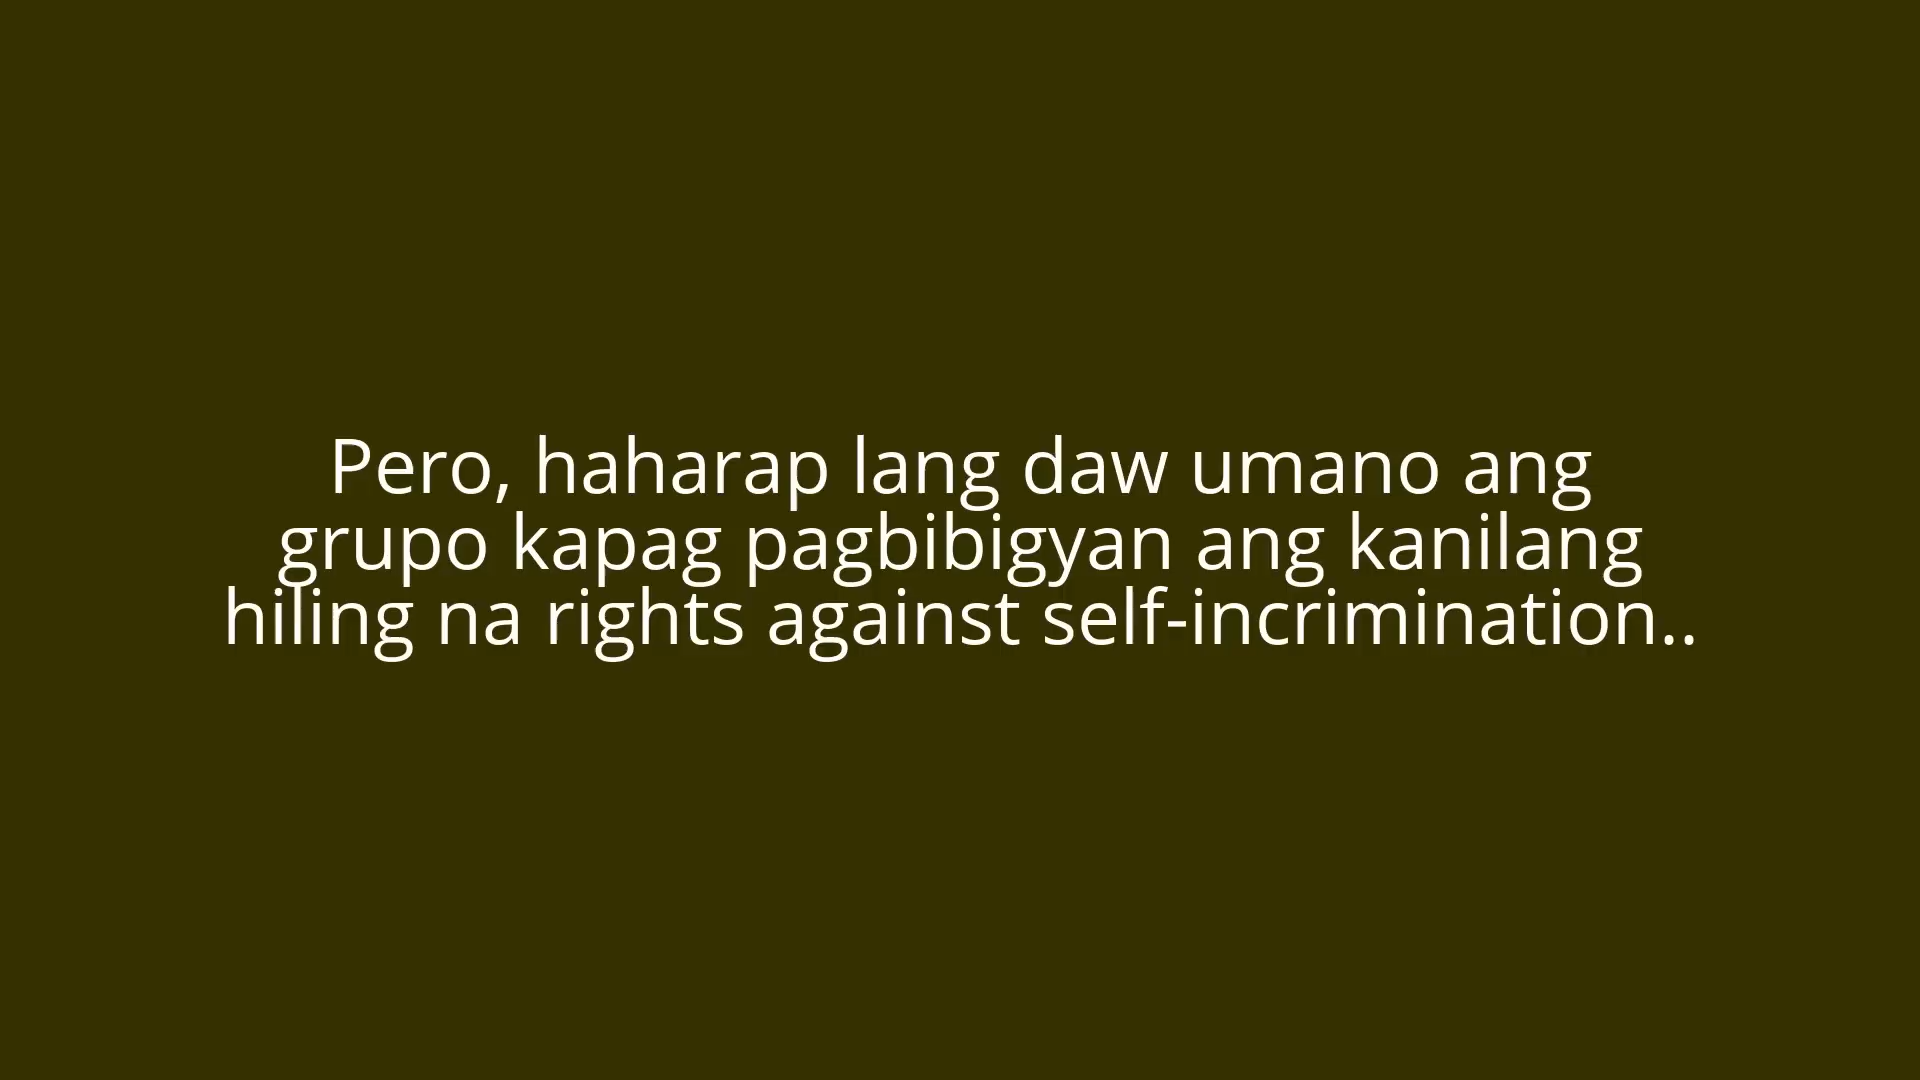 Pero, haharap lang daw umano ang
grupo kapag pagbibigyan ang kanilang
hiling na rights against self-incrimination..